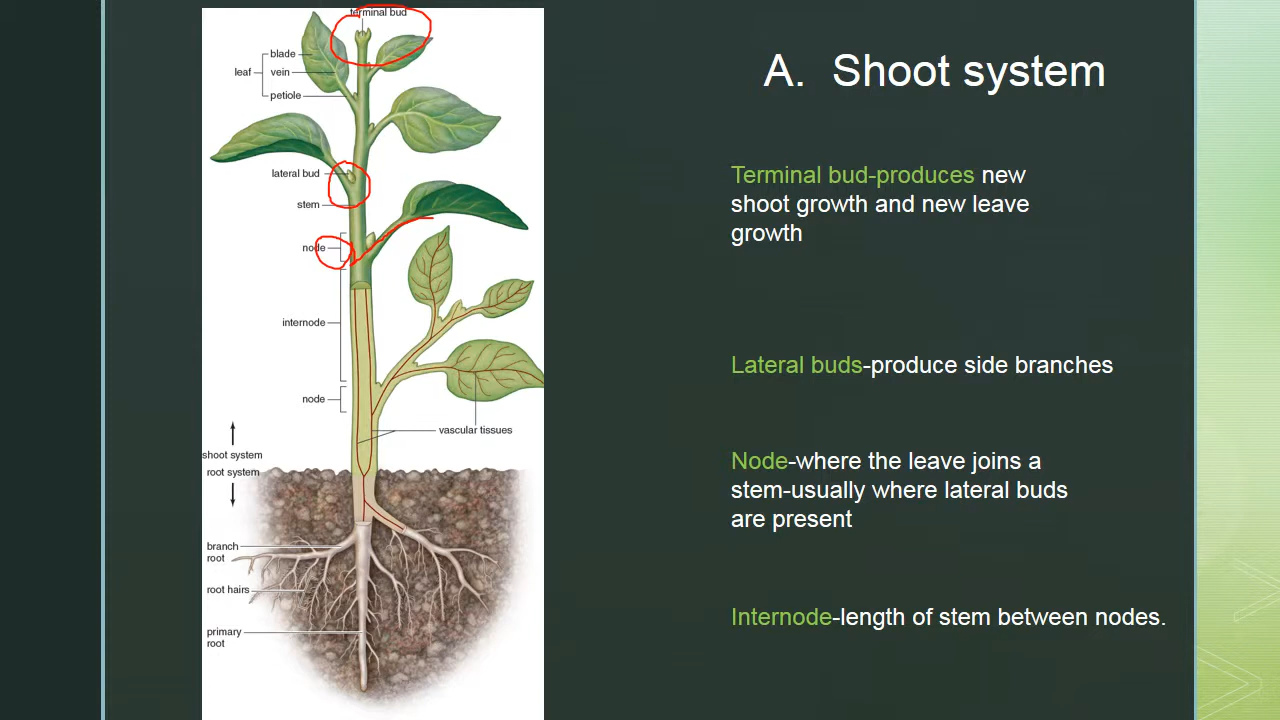 terminal bud
blade
leaf
vein
petiole
lateral bud
stem
node
internode
node
vascular tissues
shoot system
root system
branch
root
root hairs
primary
root
A. Shoot system
Terminal bud-produces new
shoot growth and new leave
growth
Lateral buds-produce side branches
Node-where the leave joins a
stem-usually where lateral buds
are present
Internode-length of stem between nodes.